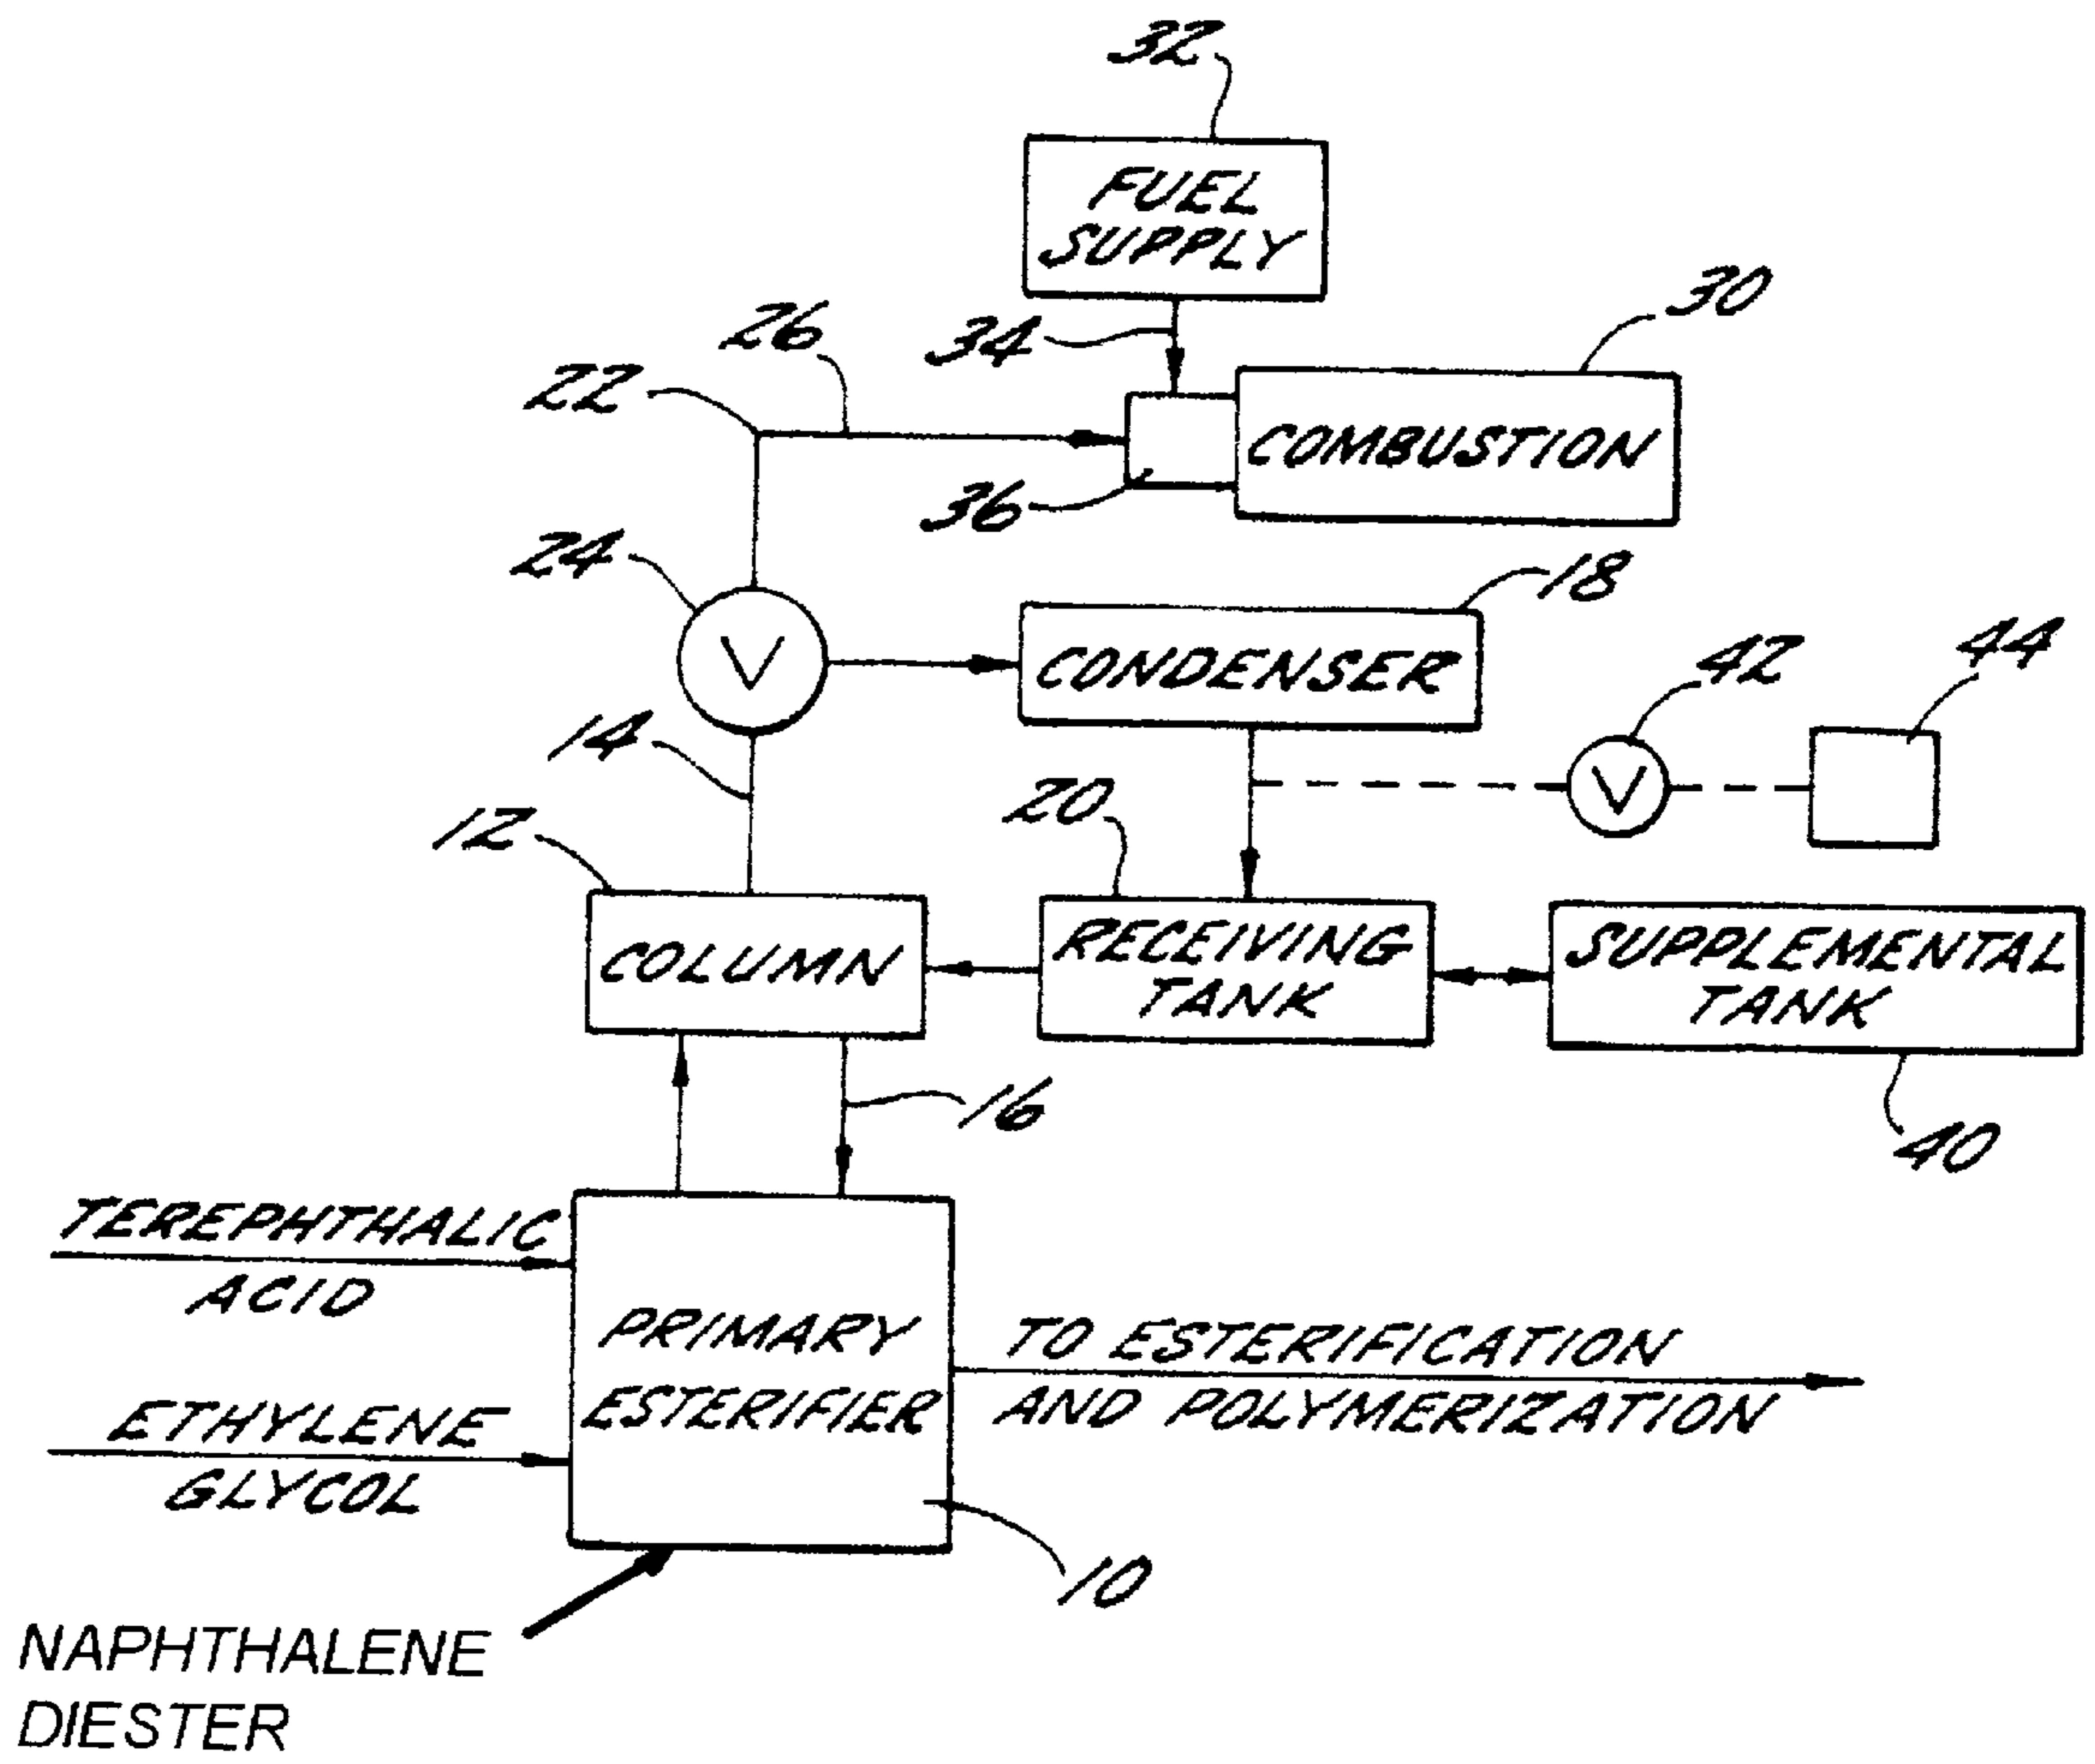 32
FUEL
SUPPLY
30
26
34
22
COMBUSTION
36
24
18
V
CONDENSER
44
42
14
V
20
12
COLUMN
RECEIVING
TANK
SUPPLEMENTAL
TANK
16
40
TEREPHTHALIC
ACID
PRIMARY
ESTERIFIER
TO ESTERIFICATION
AND POLYMERIZATION
ETHYLENE
GLYCOL
10
NAPHTHALENE
DIESTER